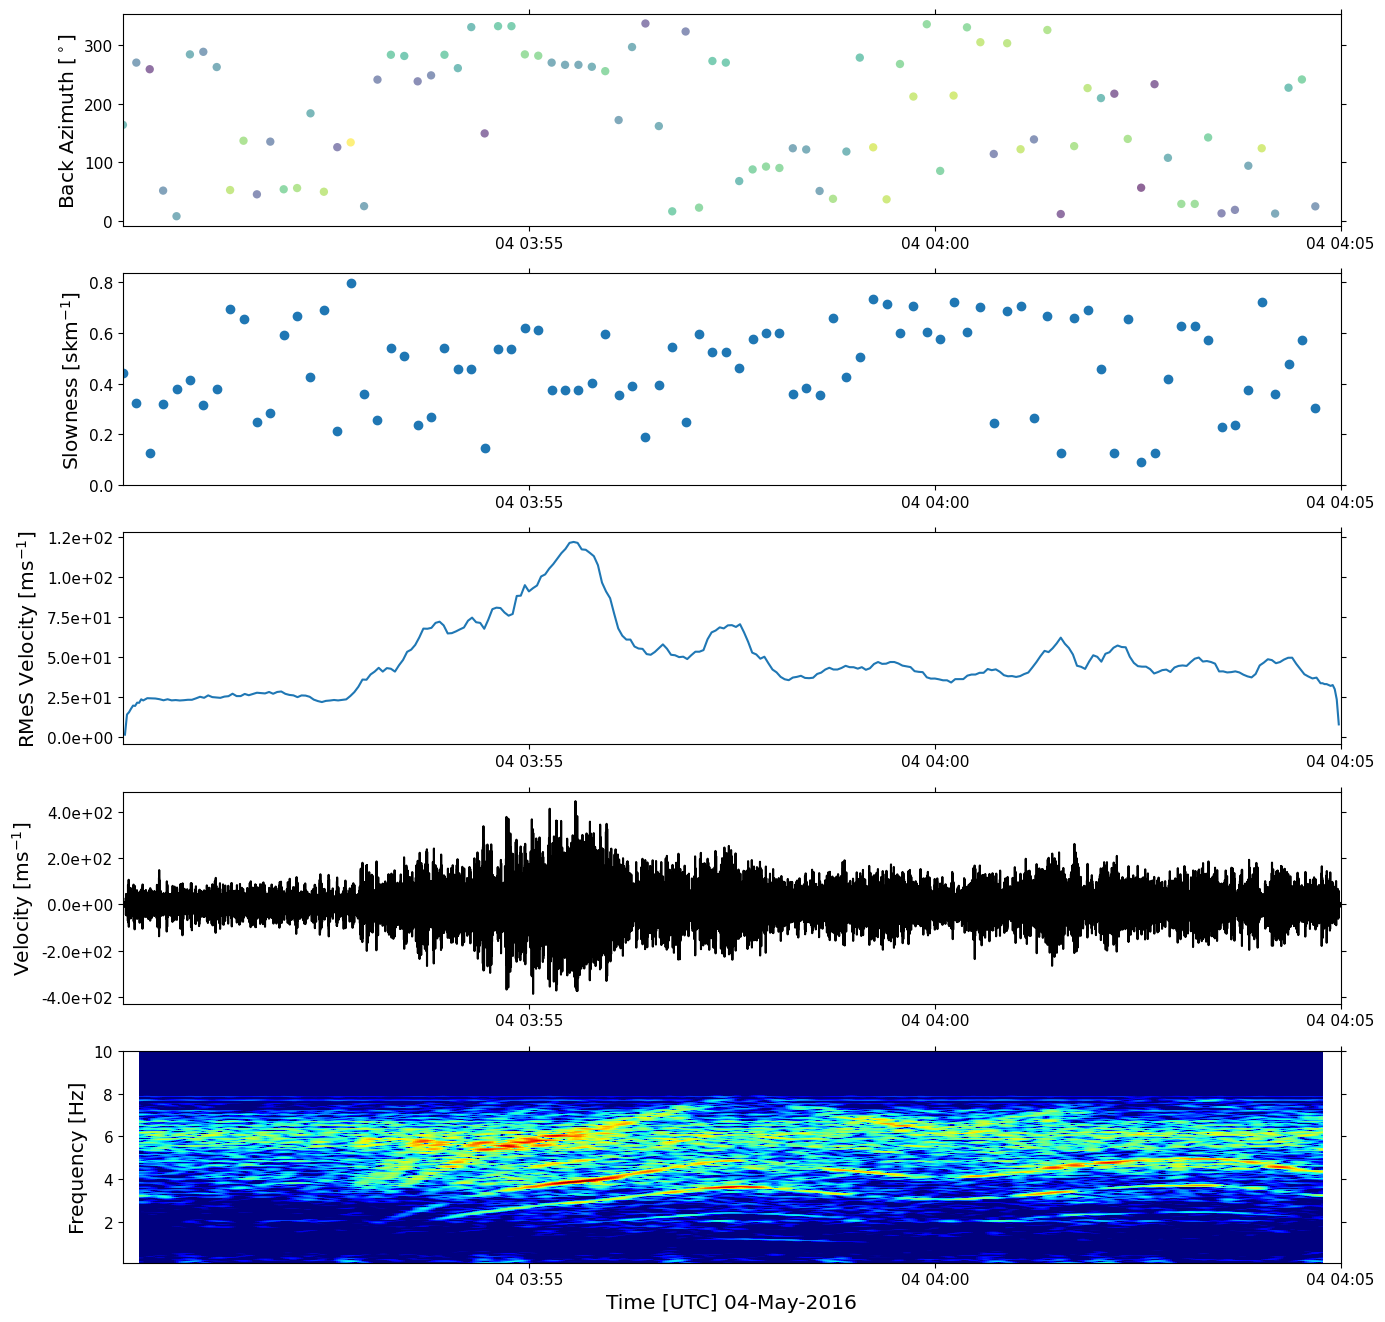 Back Azimuth [ ° ]
300
200
100
0
04 03:55
04 04:00
04 04:05
Slowness [skm⁻¹]
0.8
0.6
0.4
0.2
0.0
04 03:55
04 04:00
04 04:05
RMeS Velocity [ms⁻¹]
1.2e+02
1.0e+02
7.5e+01
5.0e+01
2.5e+01
0.0e+00
04 03:55
04 04:00
04 04:05
Velocity [ms⁻¹]
4.0e+02
2.0e+02
0.0e+00
-2.0e+02
-4.0e+02
04 03:55
04 04:00
04 04:05
Frequency [Hz]
10
8
6
4
2
04 03:55
04 04:00
04 04:05
Time [UTC] 04-May-2016